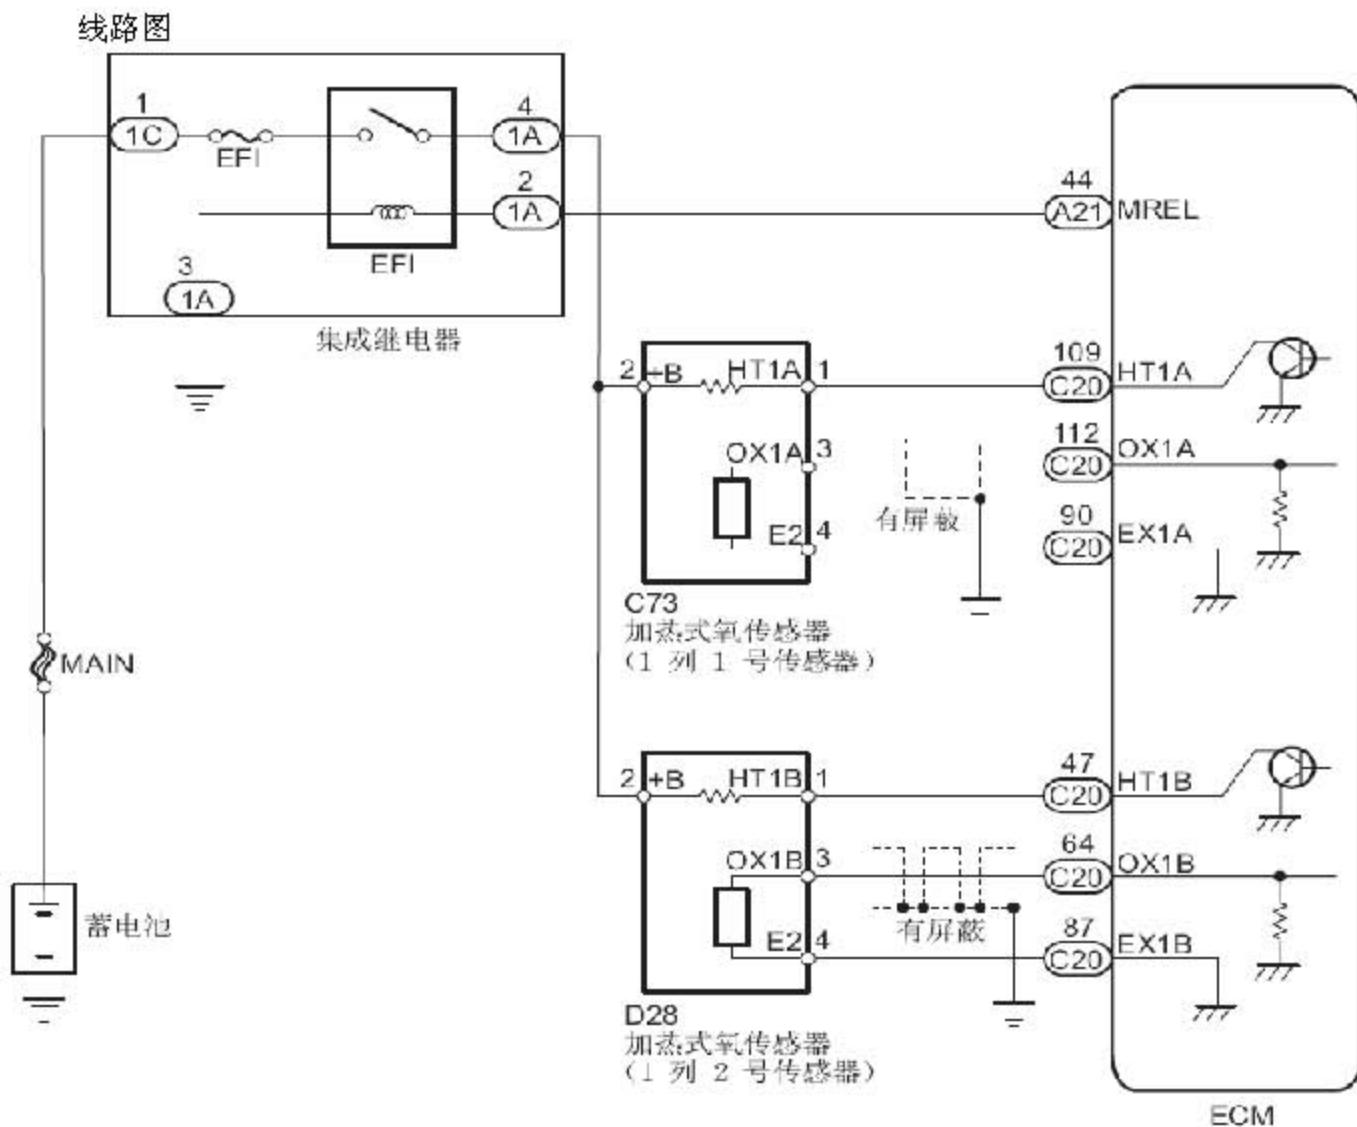 线路图
1
1C
EFI
4
1A
2
1A
EFI
3
1A
集成继电器
44
A21 MREL
2 +B HT1A 1
109
C20 HT1A
OX1A 3
112
C20 OX1A
E2 4
有屏蔽
90
C20 EX1A
C73
加热式氧传感器
(1 列 1 号传感器)
MAIN
2 +B HT1B 1
47
C20 HT1B
OX1B 3
64
C20 OX1B
E2 4
有屏蔽
87
C20 EX1B
蓄电池
D28
加热式氧传感器
(1 列 2 号传感器)
ECM